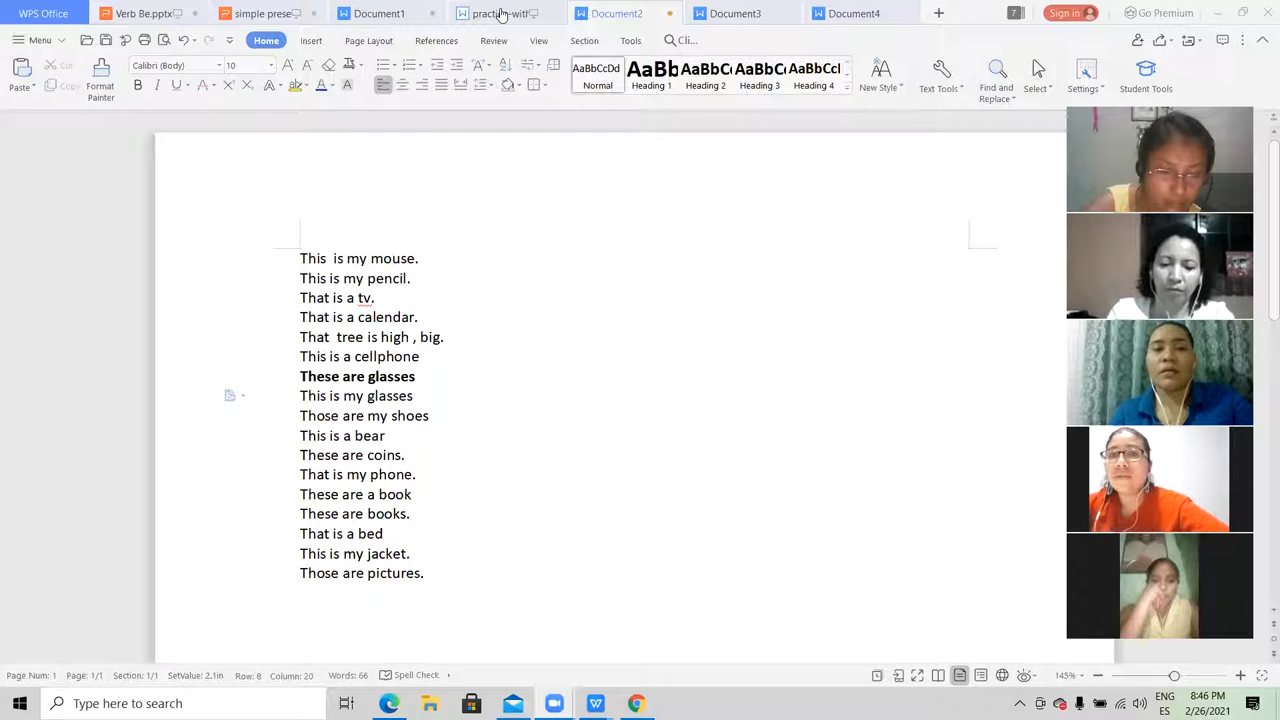 WPS Office Verb Be.pptx simple prese Document1 practice with Document2 Document3 Document4 + 7 Sign in Go Premium
Menu Home Insert References Review View Section Tools Clic...
Paste Copy Format Painter Calibri (Body) 10 B I U A A
AaBbCcDd AaBb AaBbC AaBbC AaBbCcI
Normal Heading 1 Heading 2 Heading 3 Heading 4 New Style Text Tools Find and Replace Select Settings Student Tools
This  is my mouse.
This is my pencil.
That is a tv.
That is a calendar.
That  tree is high , big.
This is a cellphone
These are glasses
This is my glasses
Those are my shoes
This is a bear
These are coins.
That is my phone.
These are a book
These are books.
That is a bed
This is my jacket.
Those are pictures.
Page Num: 1 Page: 1/1 Section: 1/1 Row: 8 Words: 66 Spell Check 145%
Type here to search ENG ES 8:46 PM 2/26/2021